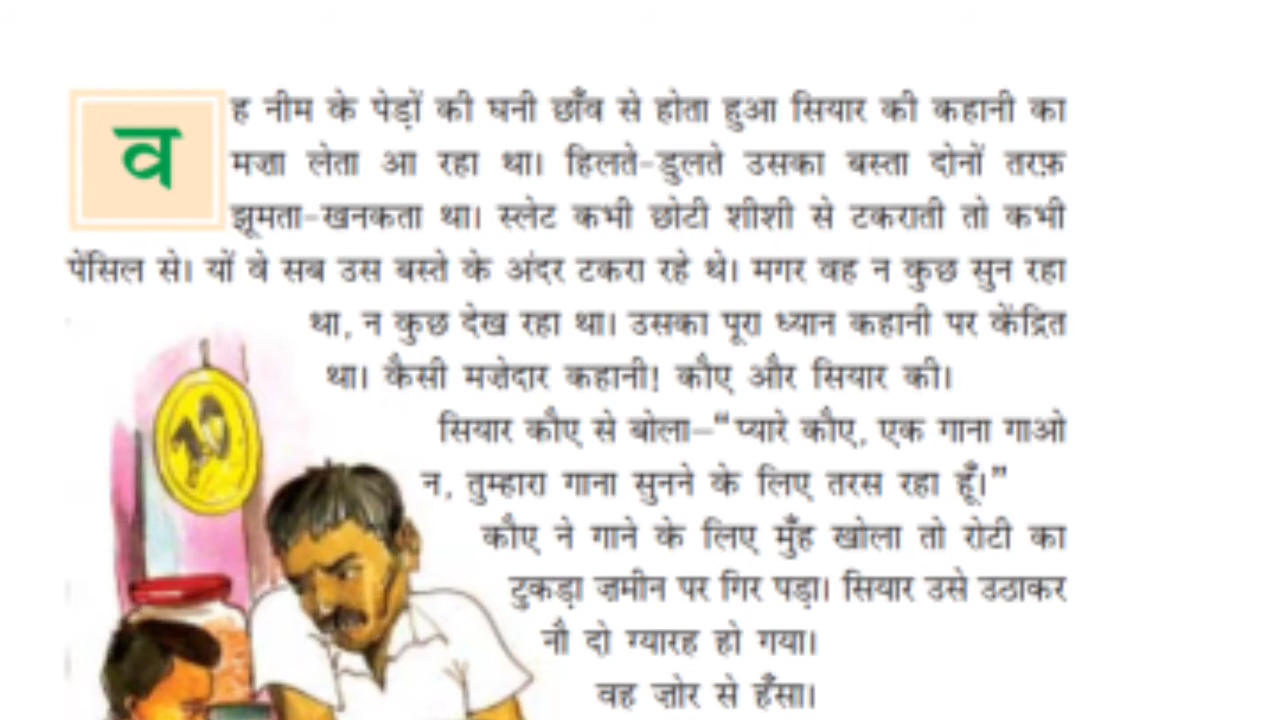 वह नीम के पेड़ों की घनी छाँव से होता हुआ सियार की कहानी का
मज़ा लेता आ रहा था। हिलते-डुलते उसका बस्ता दोनों तरफ़
झूमता-खनकता था। स्लेट कभी छोटी शीशी से टकराती तो कभी
पेंसिल से। यों वे सब उस बस्ते के अंदर टकरा रहे थे। मगर वह न कुछ सुन रहा
था, न कुछ देख रहा था। उसका पूरा ध्यान कहानी पर केंद्रित
था। कैसी मज़ेदार कहानी! कौए और सियार की।
सियार कौए से बोला–“प्यारे कौए, एक गाना गाओ
न, तुम्हारा गाना सुनने के लिए तरस रहा हूँ।”
कौए ने गाने के लिए मुँह खोला तो रोटी का
टुकड़ा ज़मीन पर गिर पड़ा। सियार उसे उठाकर
नौ दो ग्यारह हो गया।
वह ज़ोर से हँसा।